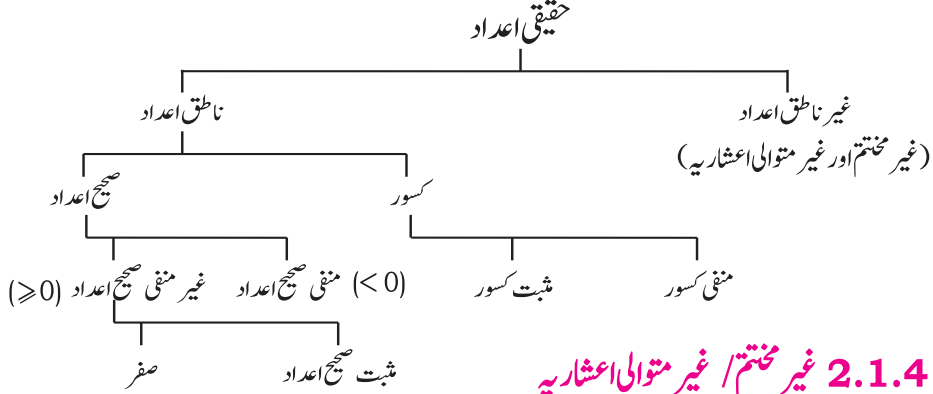 حقیقی اعداد
غیر ناطق اعداد
(غیر مختتم اور غیر متوالی اعشاریہ)
ناطق اعداد
کسور
صحیح اعداد
منفی کسور
مثبت کسور
منفی صحیح اعداد (< 0)
غیر منفی صحیح اعداد (⩾0)
مثبت صحیح اعداد
صفر
2.1.4 غیر مختتم/ غیر متوالی اعشاریہ